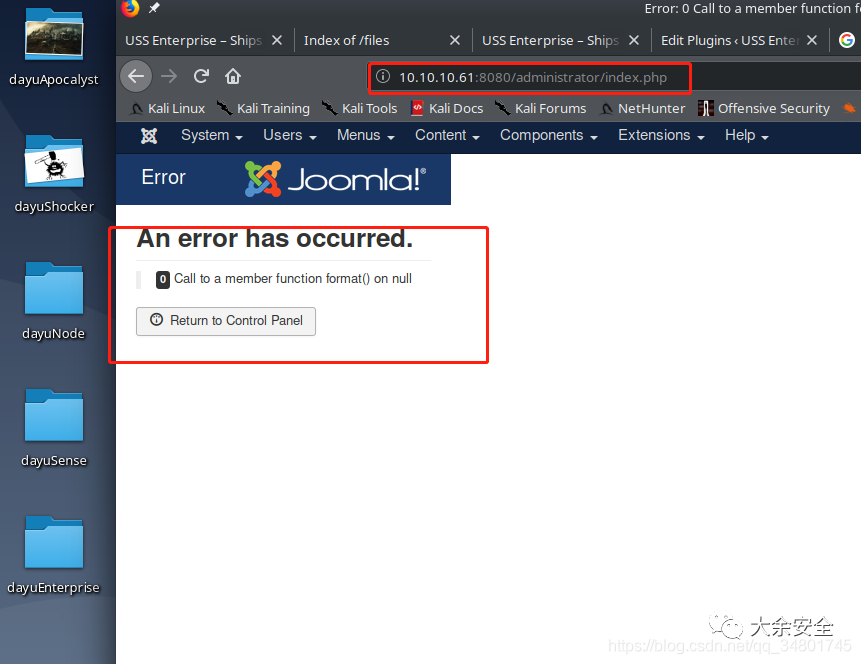 Error: 0 Call to a member function f
USS Enterprise – Ships
Index of /files
USS Enterprise – Ships
Edit Plugins ‹ USS Enter
10.10.10.61:8080/administrator/index.php
Kali Linux
Kali Training
Kali Tools
Kali Docs
Kali Forums
NetHunter
Offensive Security
System
Users
Menus
Content
Components
Extensions
Help
Error
Joomla!®
An error has occurred.
0 Call to a member function format() on null
Return to Control Panel
dayuApocalyst
dayuShocker
dayuNode
dayuSense
dayuEnterprise
大余安全
https://blog.csdn.net/qq_34801745